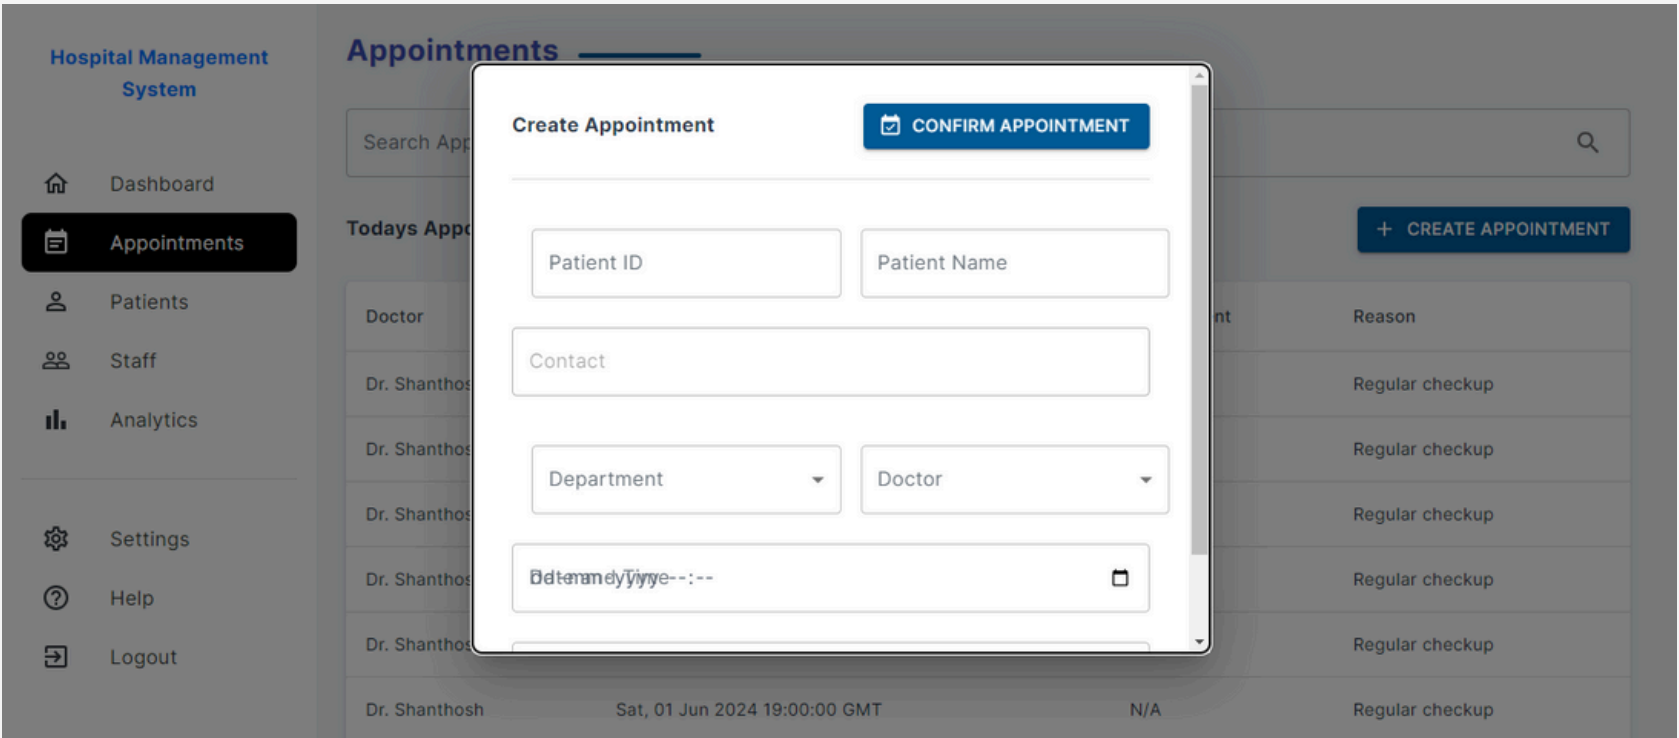 Hospital Management
System
Dashboard
Appointments
Patients
Staff
Analytics
Settings
Help
Logout
Appointments
Search App
Todays Appo
+ CREATE APPOINTMENT
Doctor
nt
Reason
Dr. Shanthos
Regular checkup
Dr. Shanthos
Regular checkup
Dr. Shanthos
Regular checkup
Dr. Shanthos
Regular checkup
Dr. Shanthos
Regular checkup
Dr. Shanthosh Sat, 01 Jun 2024 19:00:00 GMT N/A Regular checkup
Create Appointment
CONFIRM APPOINTMENT
Patient ID
Patient Name
Contact
Department
Doctor
--:--